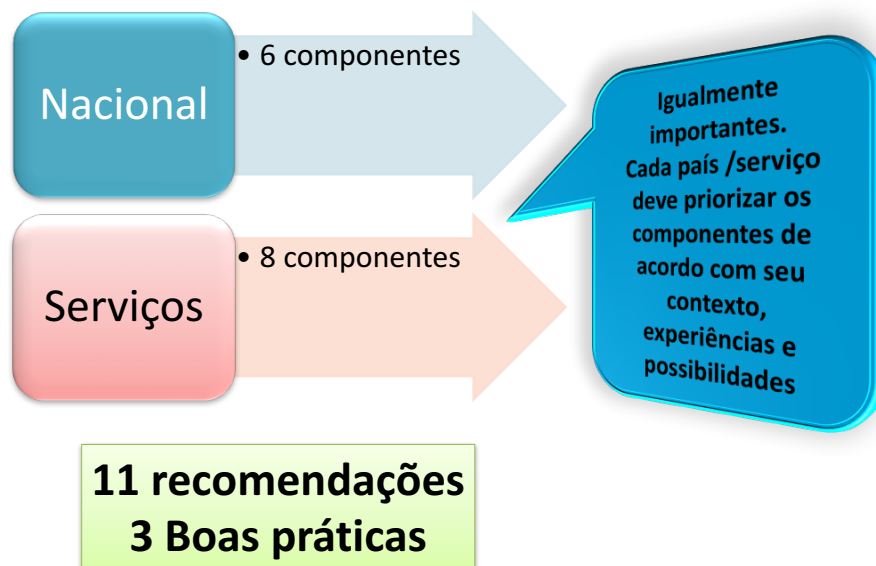 Nacional
• 6 componentes
Serviços
• 8 componentes
Igualmente
importantes.
Cada país /serviço
deve priorizar os
componentes de
acordo com seu
contexto,
experiências e
possibilidades
11 recomendações
3 Boas práticas